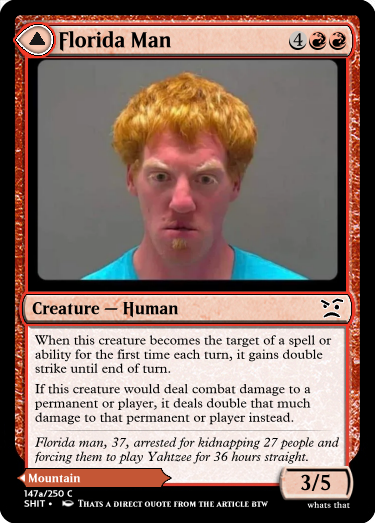 Florida Man 4
Creature — Human
When this creature becomes the target of a spell or
ability for the first time each turn, it gains double
strike until end of turn.
If this creature would deal combat damage to a
permanent or player, it deals double that much
damage to that permanent or player instead.
Florida man, 37, arrested for kidnapping 27 people and
forcing them to play Yahtzee for 36 hours straight.
Mountain
3/5
147a/250 C
SHIT • Thats a direct quote from the article btw
whats that